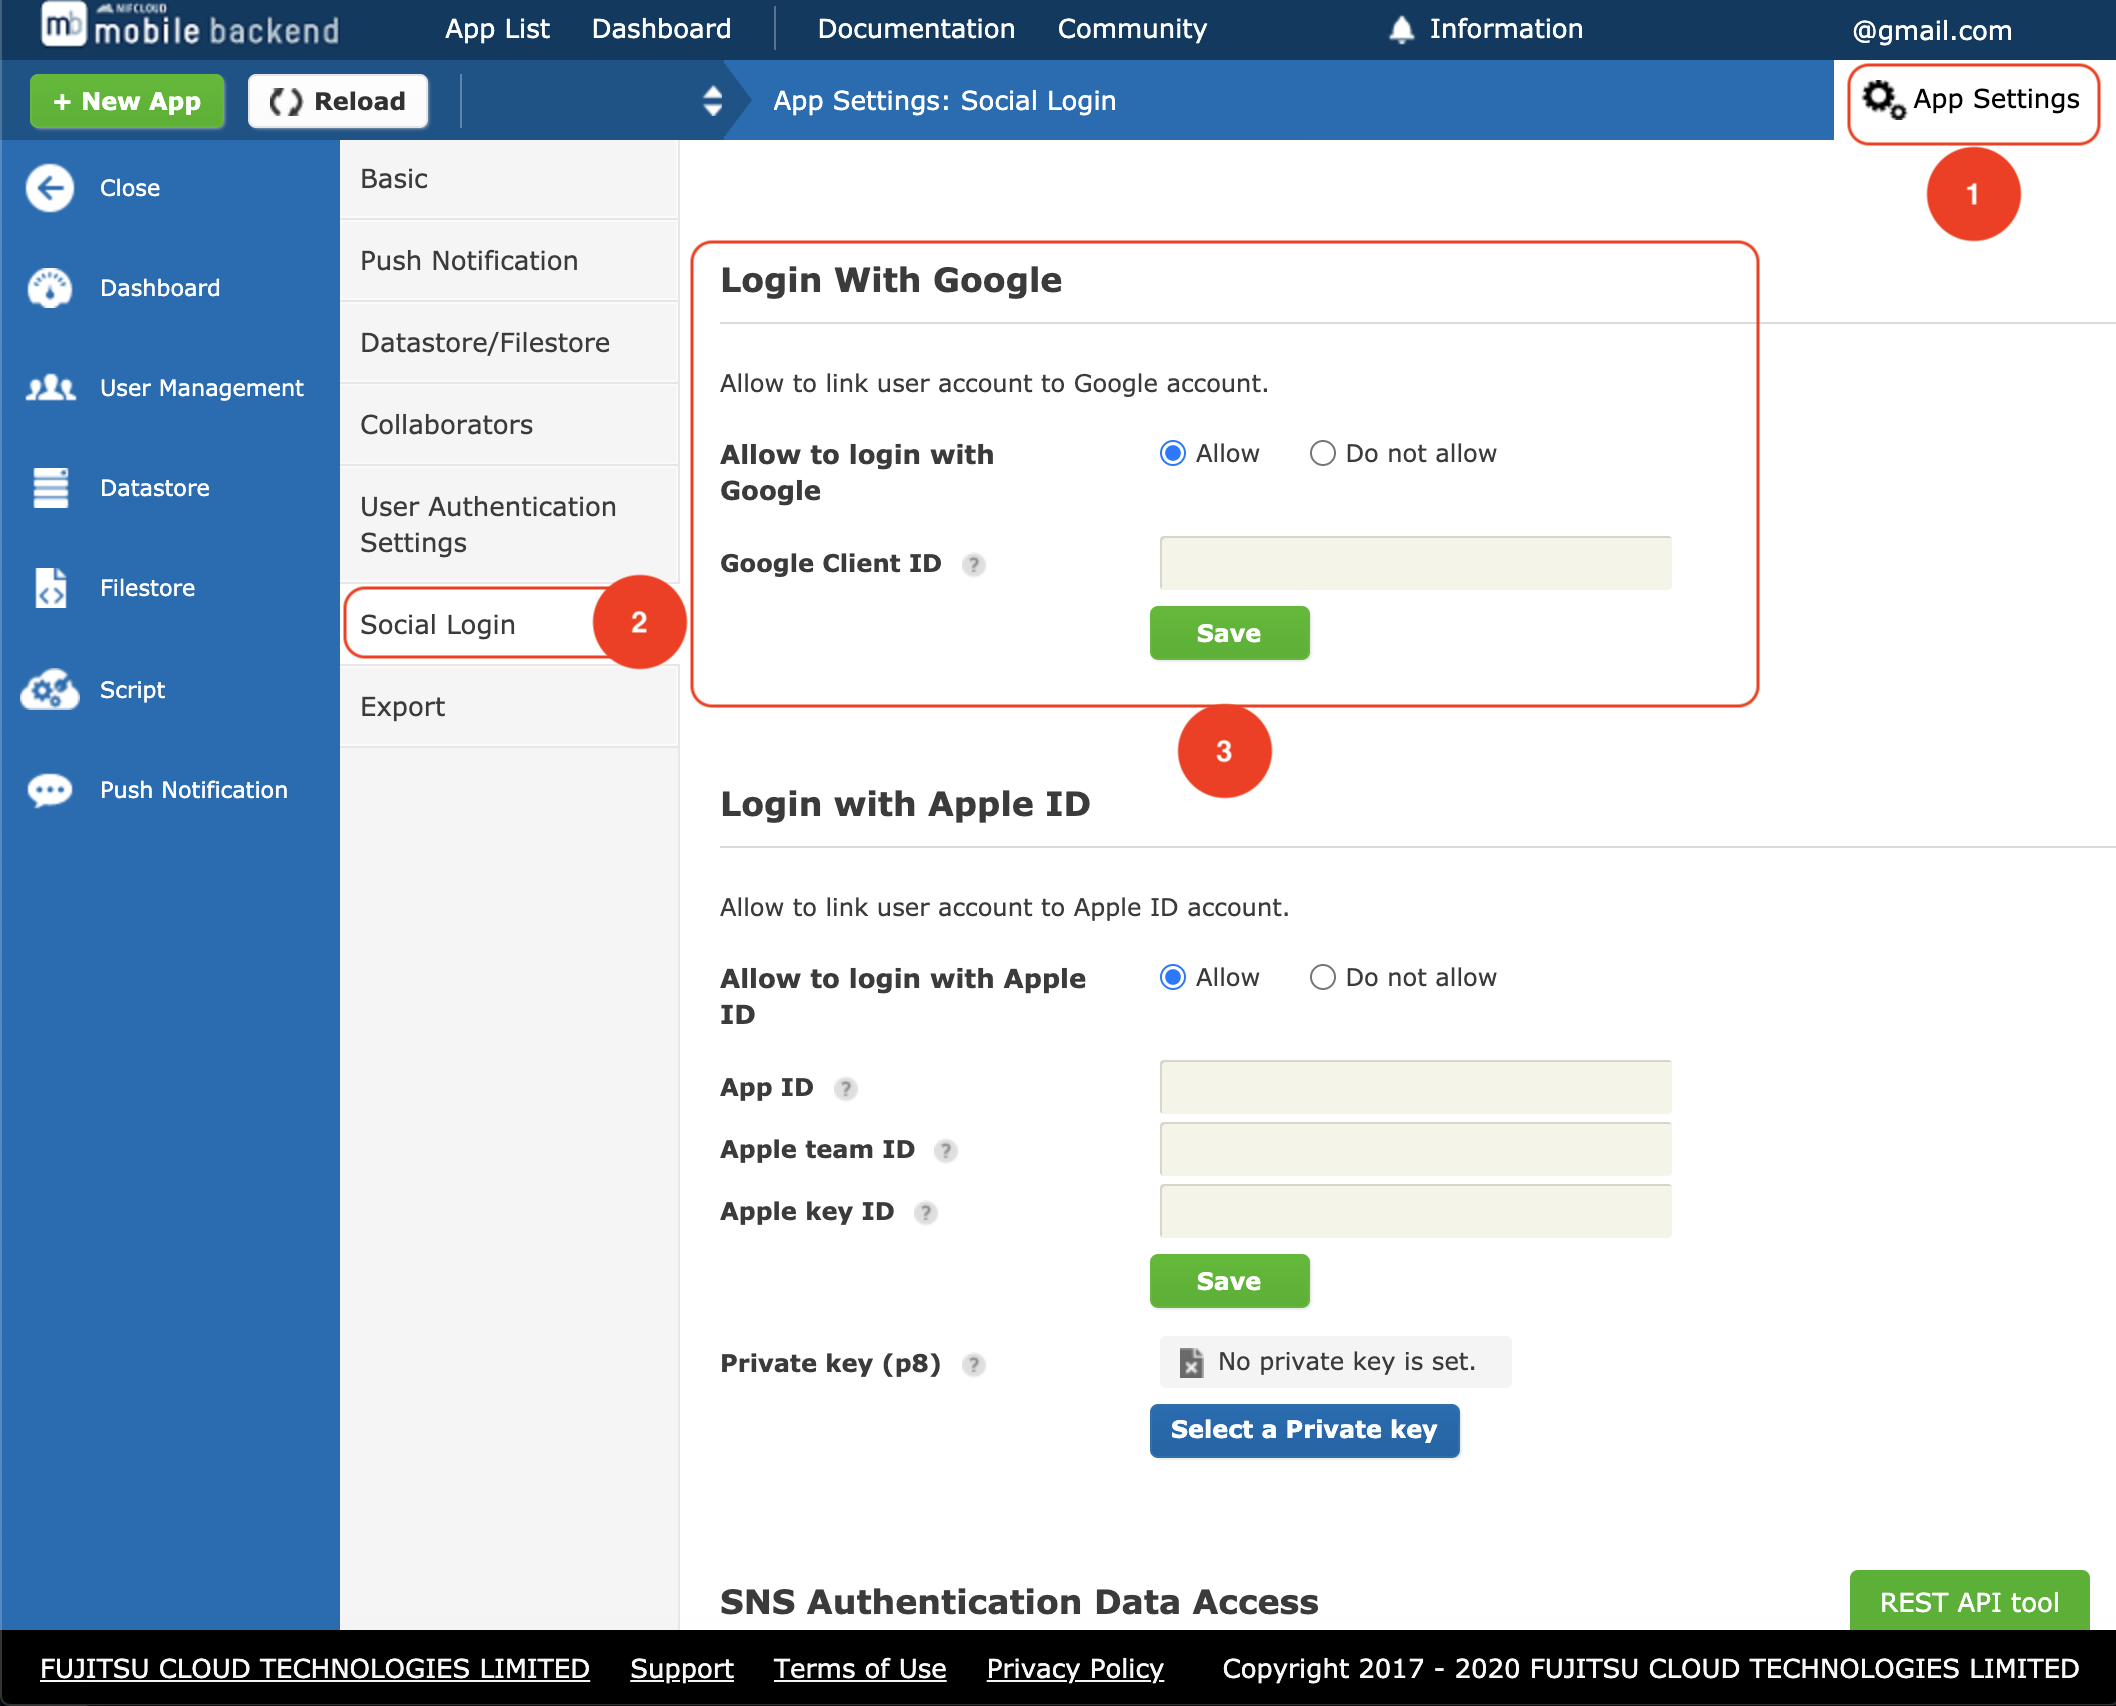 NIFCLOUD
mb mobile backend
App List Dashboard Documentation Community Information @gmail.com
+ New App Reload App Settings: Social Login App Settings
1
Close
Dashboard
User Management
Datastore
Filestore
Script
Push Notification
Basic
Push Notification
Datastore/Filestore
Collaborators
User Authentication
Settings
Social Login
2
Export
Login With Google
Allow to link user account to Google account.
Allow to login with
Google
Allow Do not allow
Google Client ID ?
Save
3
Login with Apple ID
Allow to link user account to Apple ID account.
Allow to login with Apple
ID
Allow Do not allow
App ID ?
Apple team ID ?
Apple key ID ?
Save
Private key (p8) ? No private key is set.
Select a Private key
SNS Authentication Data Access
REST API tool
FUJITSU CLOUD TECHNOLOGIES LIMITED Support Terms of Use Privacy Policy Copyright 2017 - 2020 FUJITSU CLOUD TECHNOLOGIES LIMITED